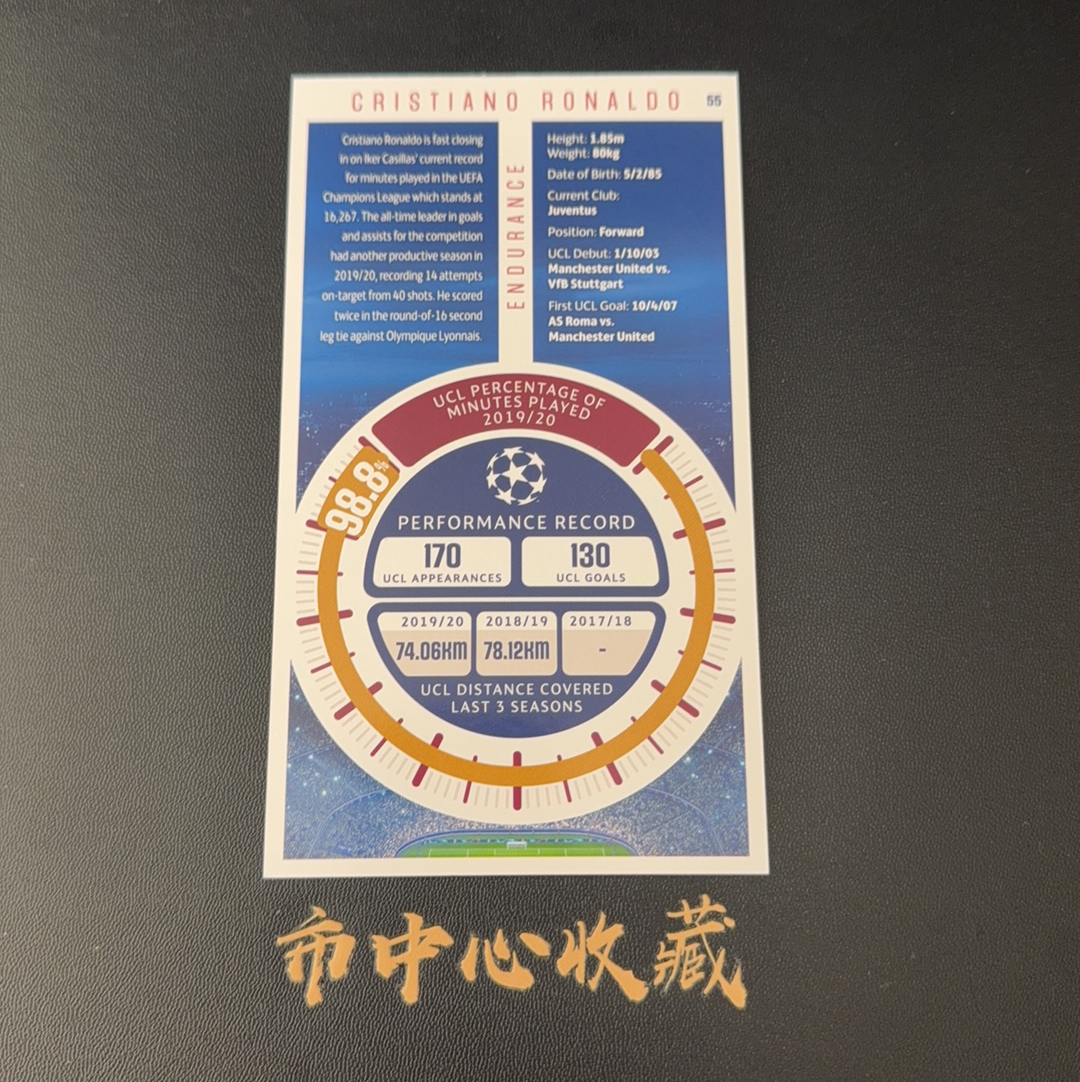 CRISTIANO RONALDO
55
Cristiano Ronaldo is fast closing
in on Iker Casillas' current record
for minutes played in the UEFA
Champions League which stands at
16,267. The all-time leader in goals
and assists for the competition
had another productive season in
2019/20, recording 14 attempts
on-target from 40 shots. He scored
twice in the round-of-16 second
leg tie against Olympique Lyonnais.
ENDURANCE
Height: 1.85m
Weight: 80kg
Date of Birth: 5/2/85
Current Club:
Juventus
Position: Forward
UCL Debut: 1/10/03
Manchester United vs.
VfB Stuttgart
First UCL Goal: 10/4/07
AS Roma vs.
Manchester United
UCL PERCENTAGE OF
MINUTES PLAYED
2019/20
98.8%
PERFORMANCE RECORD
170
UCL APPEARANCES
130
UCL GOALS
2019/20
74.06KM
2018/19
78.12KM
2017/18
-
UCL DISTANCE COVERED
LAST 3 SEASONS
市中心收藏